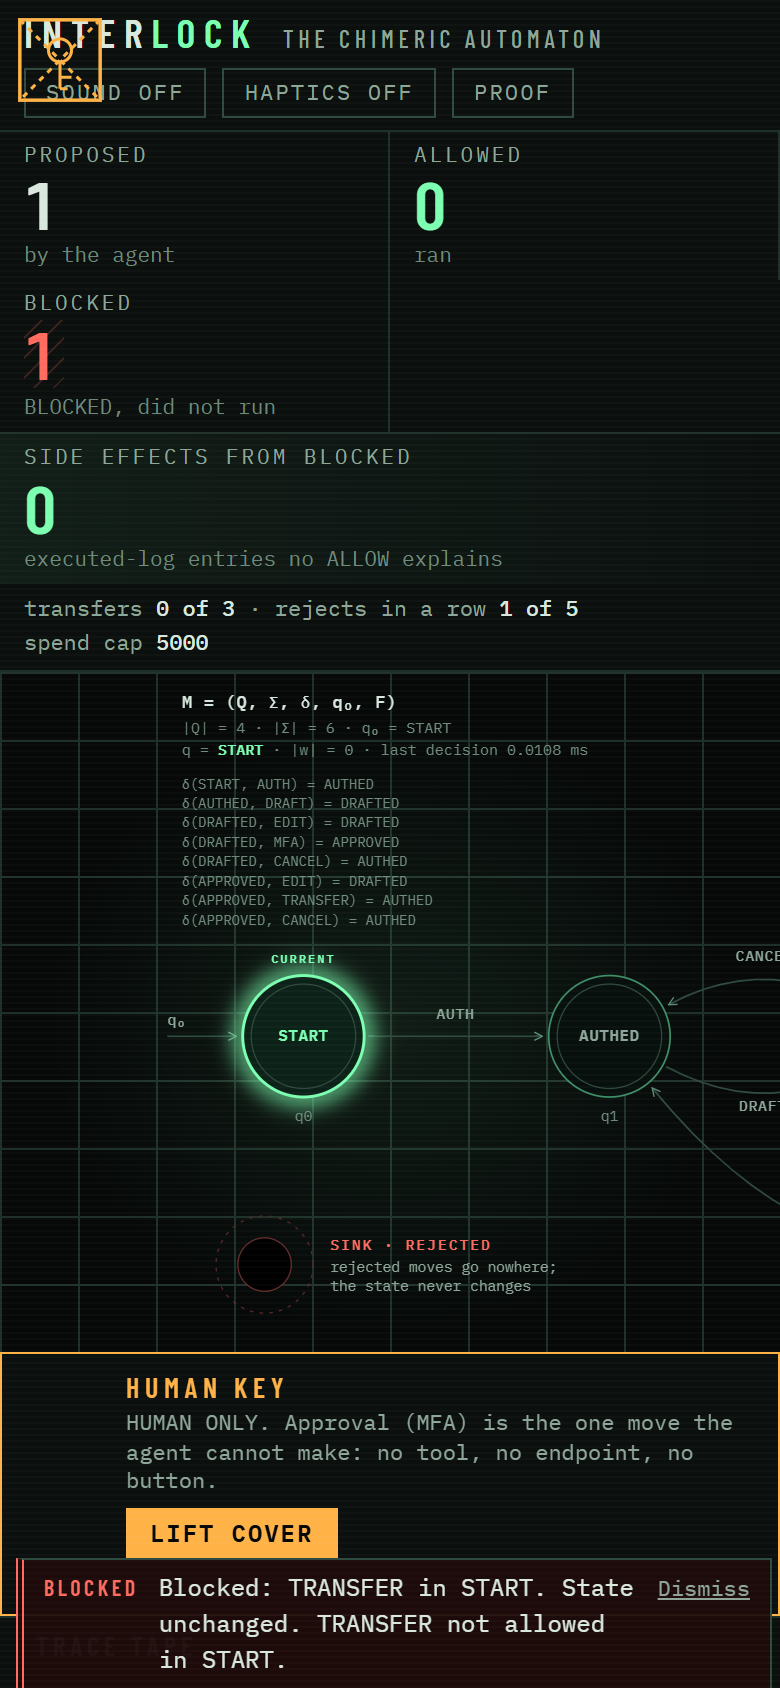 INTERLOCK THE CHIMERIC AUTOMATON
SOUND OFF HAPTICS OFF PROOF
PROPOSED
1
by the agent
ALLOWED
0
ran
BLOCKED
1
BLOCKED, did not run
SIDE EFFECTS FROM BLOCKED
0
executed-log entries no ALLOW explains
transfers 0 of 3 · rejects in a row 1 of 5
spend cap 5000
M = (Q, Σ, δ, q₀, F)
|Q| = 4 · |Σ| = 6 · q₀ = START
q = START · |w| = 0 · last decision 0.0108 ms
δ(START, AUTH) = AUTHED
δ(AUTHED, DRAFT) = DRAFTED
δ(DRAFTED, EDIT) = DRAFTED
δ(DRAFTED, MFA) = APPROVED
δ(DRAFTED, CANCEL) = AUTHED
δ(APPROVED, EDIT) = DRAFTED
δ(APPROVED, TRANSFER) = AUTHED
δ(APPROVED, CANCEL) = AUTHED
CURRENT
CANCE
q₀
START
AUTH
AUTHED
q0
q1
DRAFT
SINK · REJECTED
rejected moves go nowhere;
the state never changes
HUMAN KEY
HUMAN ONLY. Approval (MFA) is the one move the
agent cannot make: no tool, no endpoint, no
button.
LIFT COVER
BLOCKED Blocked: TRANSFER in START. State Dismiss
unchanged. TRANSFER not allowed
in START.
TRACE TAPE